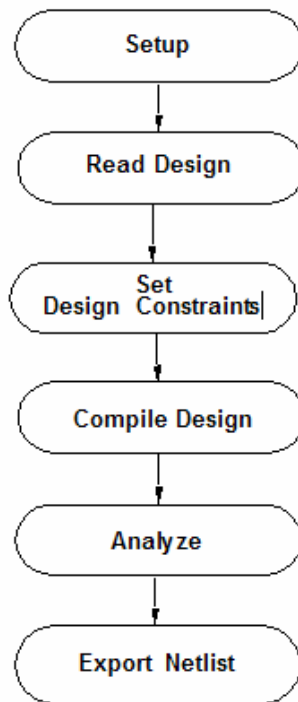 Setup
Read Design
Set
Design Constraints
Compile Design
Analyze
Export Netlist